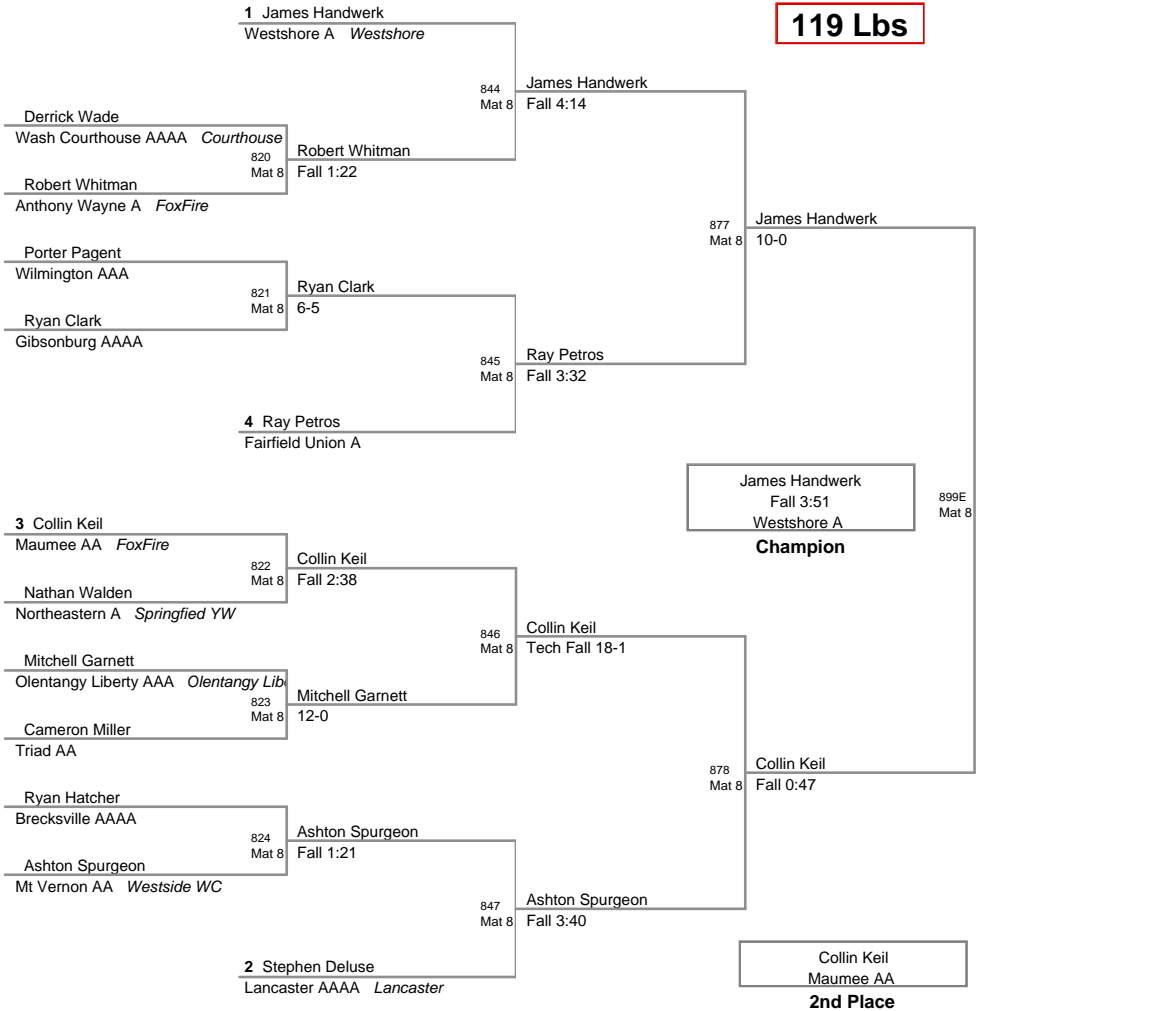 1 James Handwerk
Westshore A Westshore
119 Lbs
844
Mat 8
James Handwerk
Fall 4:14
Derrick Wade
Wash Courthouse AAAA Courthouse
820
Mat 8
Robert Whitman
Fall 1:22
Robert Whitman
Anthony Wayne A FoxFire
877
Mat 8
James Handwerk
10-0
Porter Pagent
Wilmington AAA
821
Mat 8
Ryan Clark
6-5
Ryan Clark
Gibsonburg AAAA
845
Mat 8
Ray Petros
Fall 3:32
4 Ray Petros
Fairfield Union A
James Handwerk
Fall 3:51
Westshore A
Champion
899E
Mat 8
3 Collin Keil
Maumee AA FoxFire
822
Mat 8
Collin Keil
Fall 2:38
Nathan Walden
Northeastern A Springfied YW
846
Mat 8
Collin Keil
Tech Fall 18-1
Mitchell Garnett
Olentangy Liberty AAA Olentangy Lib
823
Mat 8
Mitchell Garnett
12-0
Cameron Miller
Triad AA
878
Mat 8
Collin Keil
Fall 0:47
Ryan Hatcher
Brecksville AAAA
824
Mat 8
Ashton Spurgeon
Fall 1:21
Ashton Spurgeon
Mt Vernon AA Westside WC
847
Mat 8
Ashton Spurgeon
Fall 3:40
2 Stephen Deluse
Lancaster AAAA Lancaster
Collin Keil
Maumee AA
2nd Place